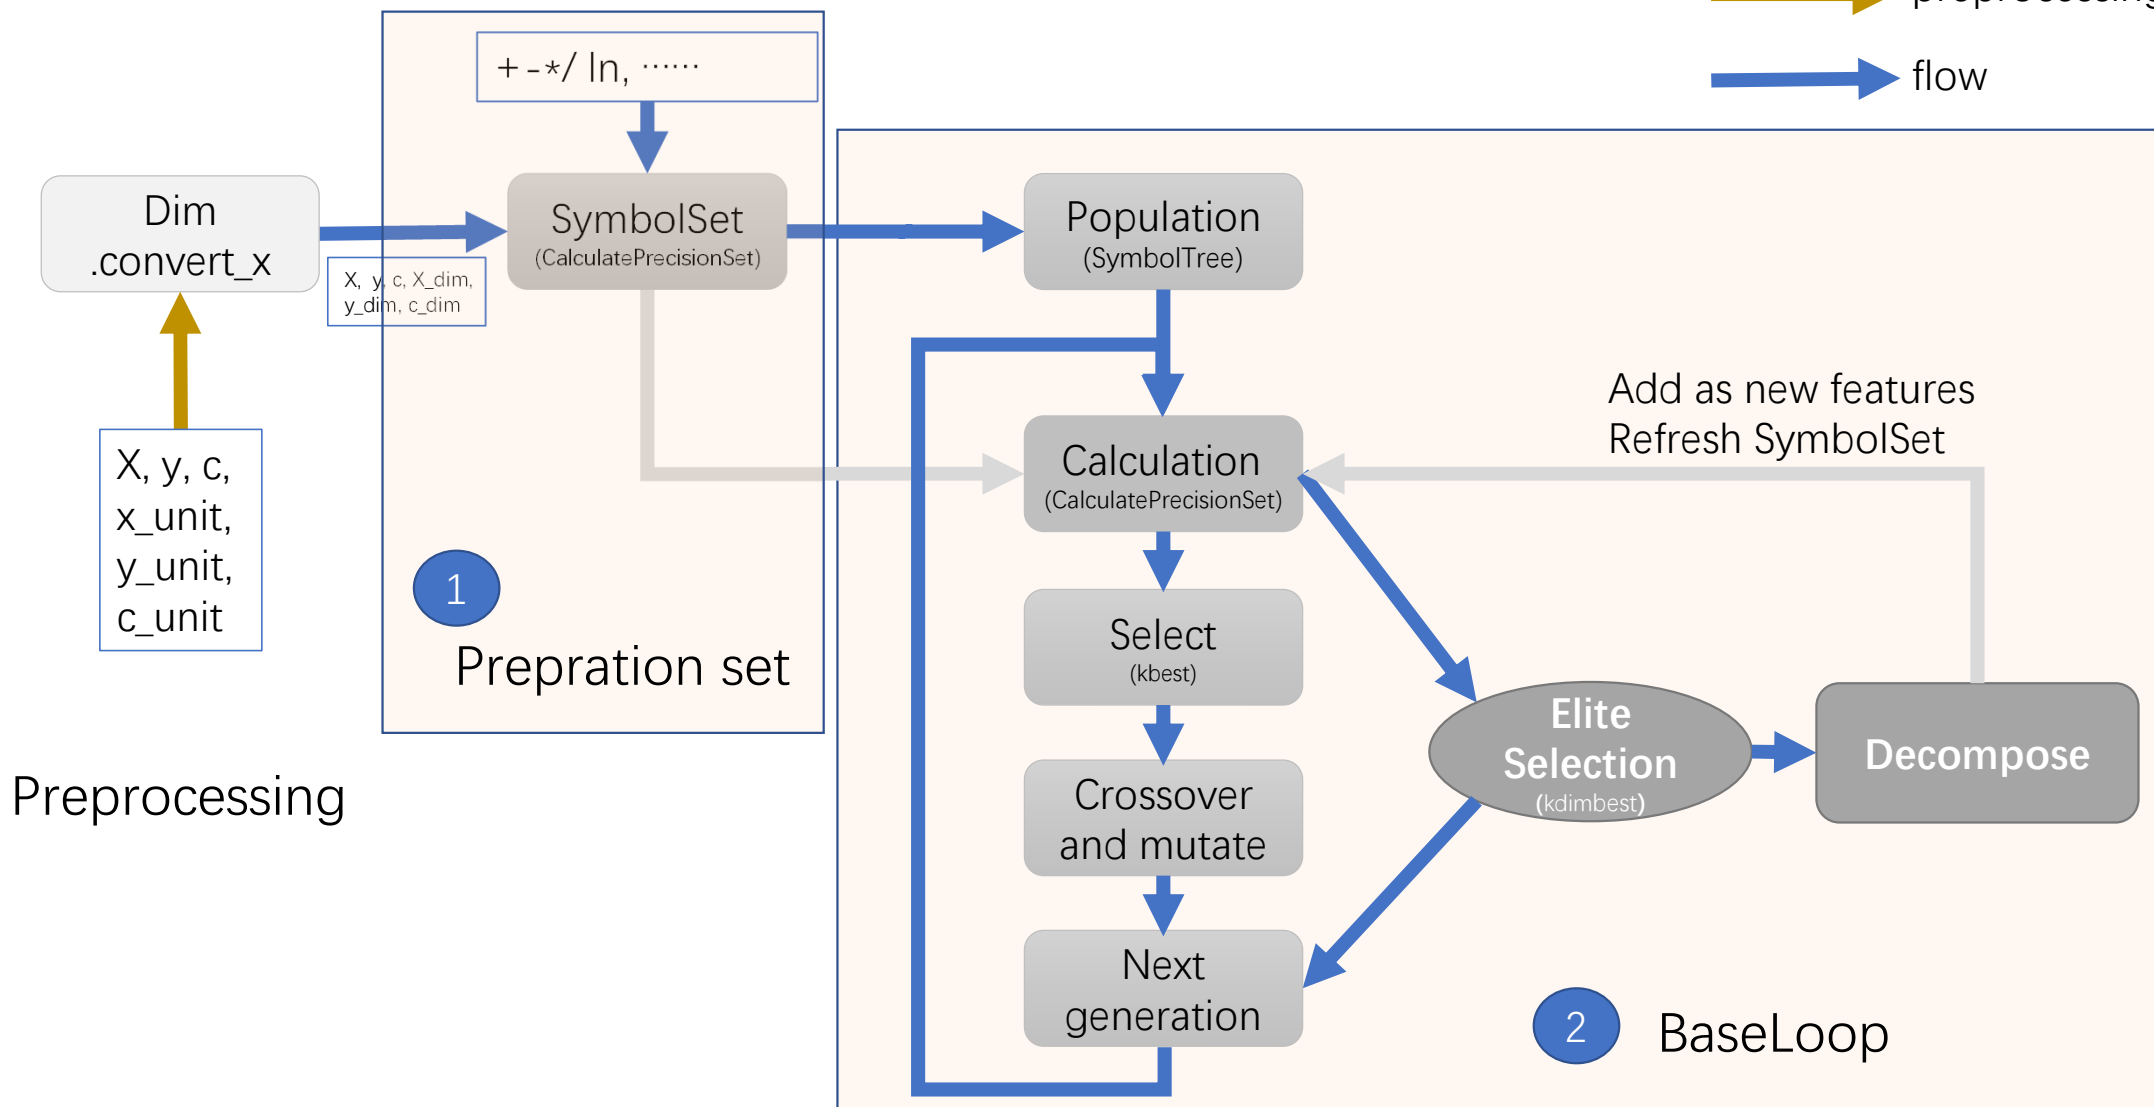 preprocessing
flow
+-*/ ln, ······
Dim
.convert_x
X, y, c, X_dim,
y_dim, c_dim
SymbolSet
(CalculatePrecisionSet)
Population
(SymbolTree)
X, y, c,
x_unit,
y_unit,
c_unit
Add as new features
Refresh SymbolSet
Calculation
(CalculatePrecisionSet)
1
Prepration set
Select
(kbest)
Elite
Selection
(kdimbest)
Decompose
Preprocessing
Crossover
and mutate
Next
generation
2
BaseLoop